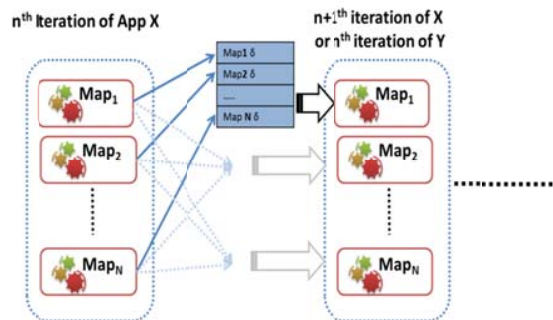 nth Iteration of App X
n+1th iteration of X
or nth iteration of Y
Map1 δ
Map2 δ
.....
Map N δ
Map1
Map2
MapN
Map1
Map2
MapN